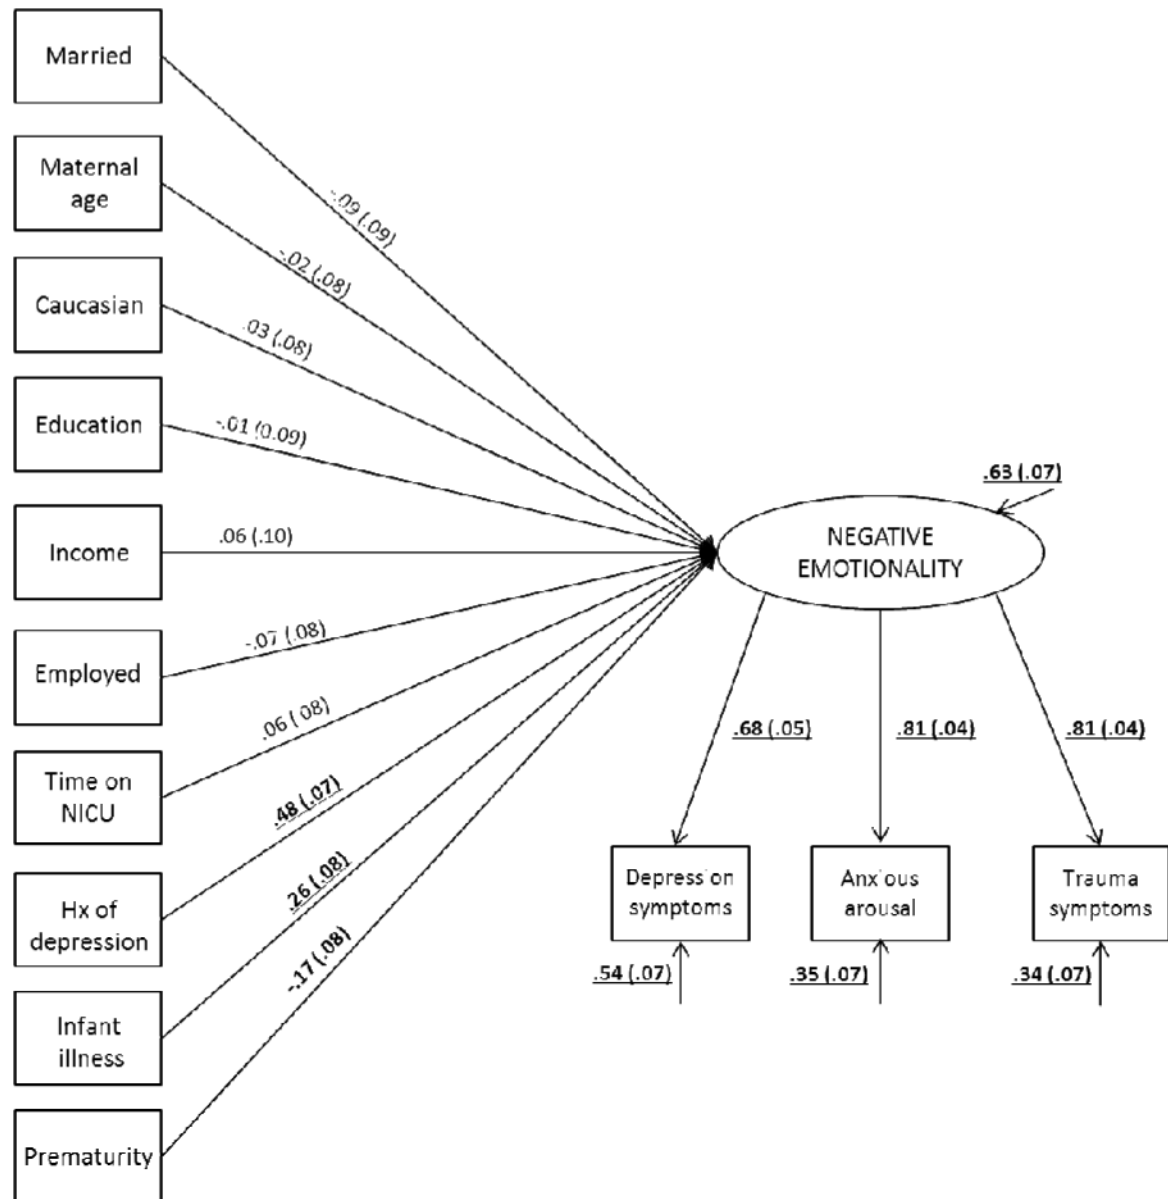 Married
-.09 (.09)
Maternal
age
-.02 (.08)
Caucasian
.03 (.08)
Education
-.01 (0.09)
Income
.06 (.10)
Employed
-.07 (.08)
Time on
NICU
.06 (.08)
Hx of
depression
.48 (.07)
Infant
illness
.26 (.08)
Prematurity
-.17 (.08)
.63 (.07)
NEGATIVE
EMOTIONALITY
.68 (.05)
.81 (.04)
.81 (.04)
Depression
symptoms
Anxious
arousal
Trauma
symptoms
.54 (.07)
.35 (.07)
.34 (.07)